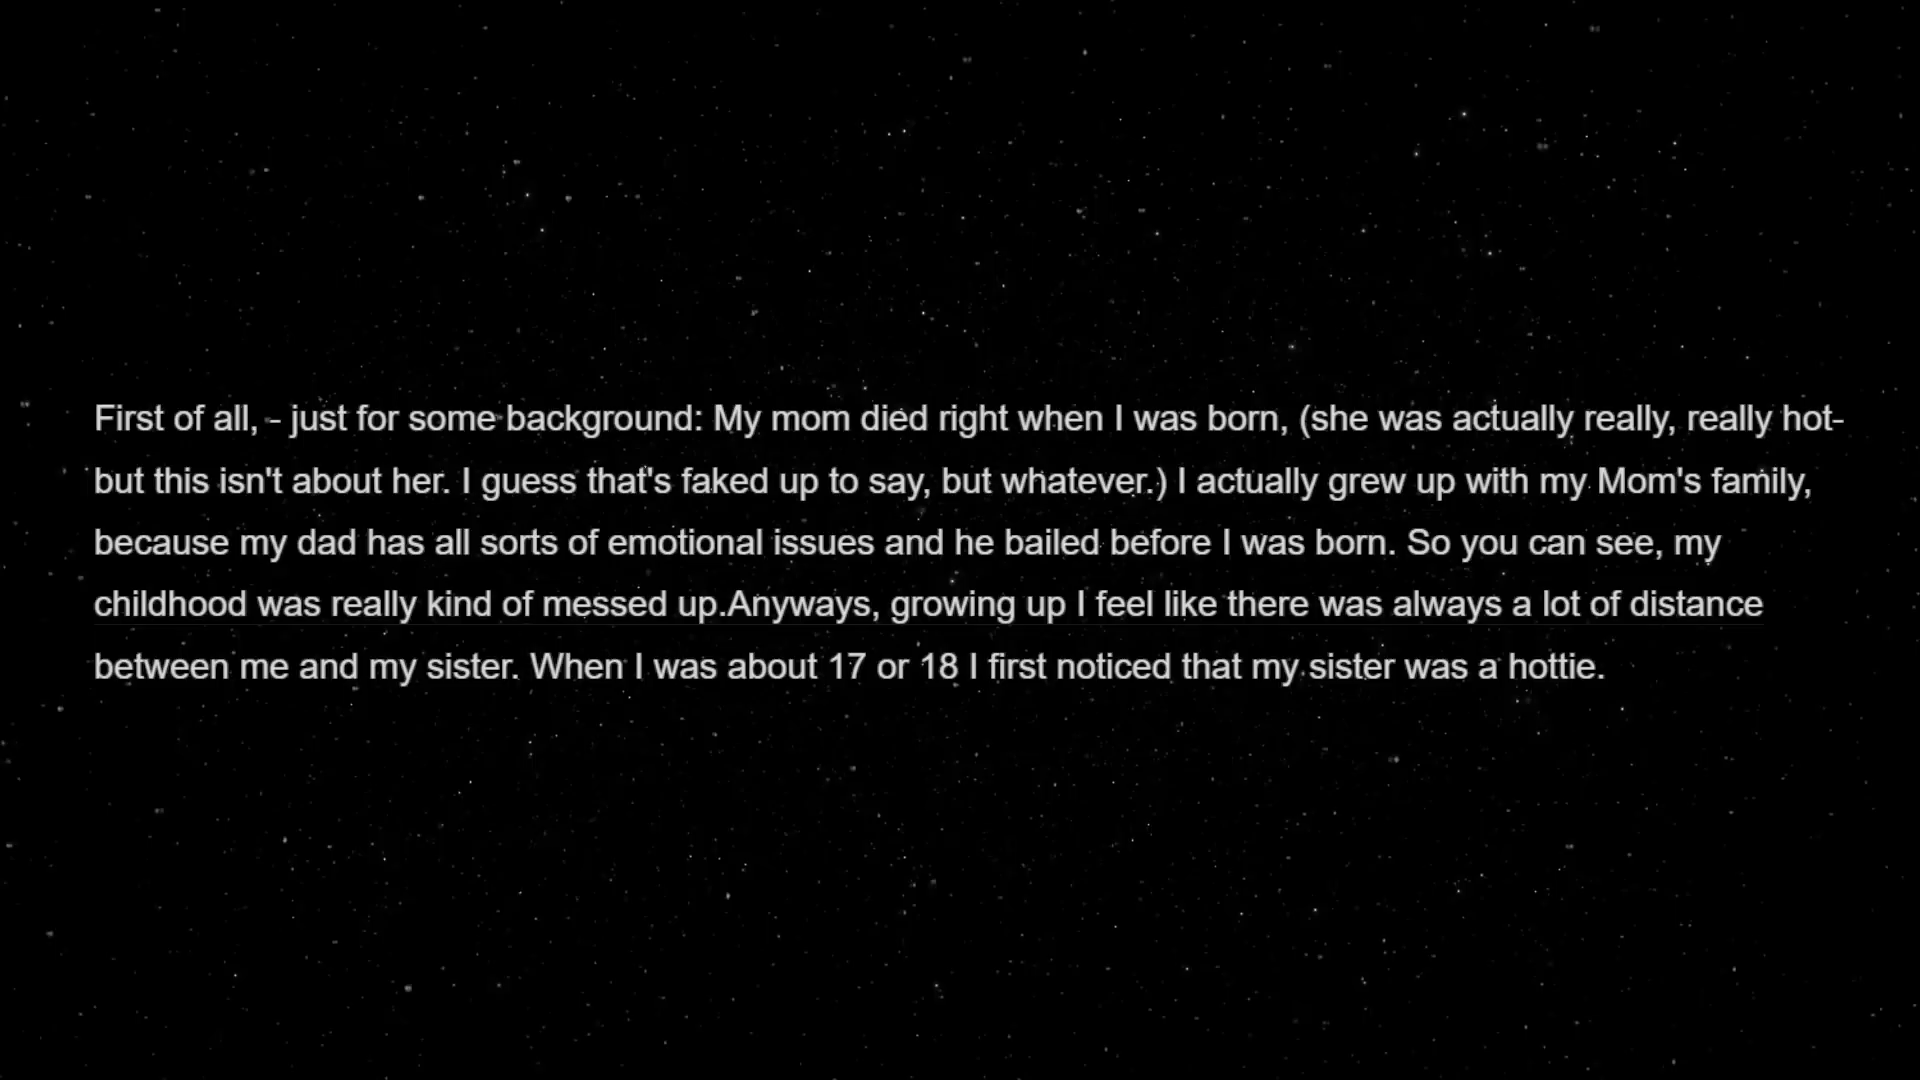 First of all, - just for some background: My mom died right when I was born, (she was actually really, really hot-
but this isn't about her. I guess that's faked up to say, but whatever.) I actually grew up with my Mom's family,
because my dad has all sorts of emotional issues and he bailed before I was born. So you can see, my
childhood was really kind of messed up.Anyways, growing up I feel like there was always a lot of distance
between me and my sister. When I was about 17 or 18 I first noticed that my sister was a hottie.